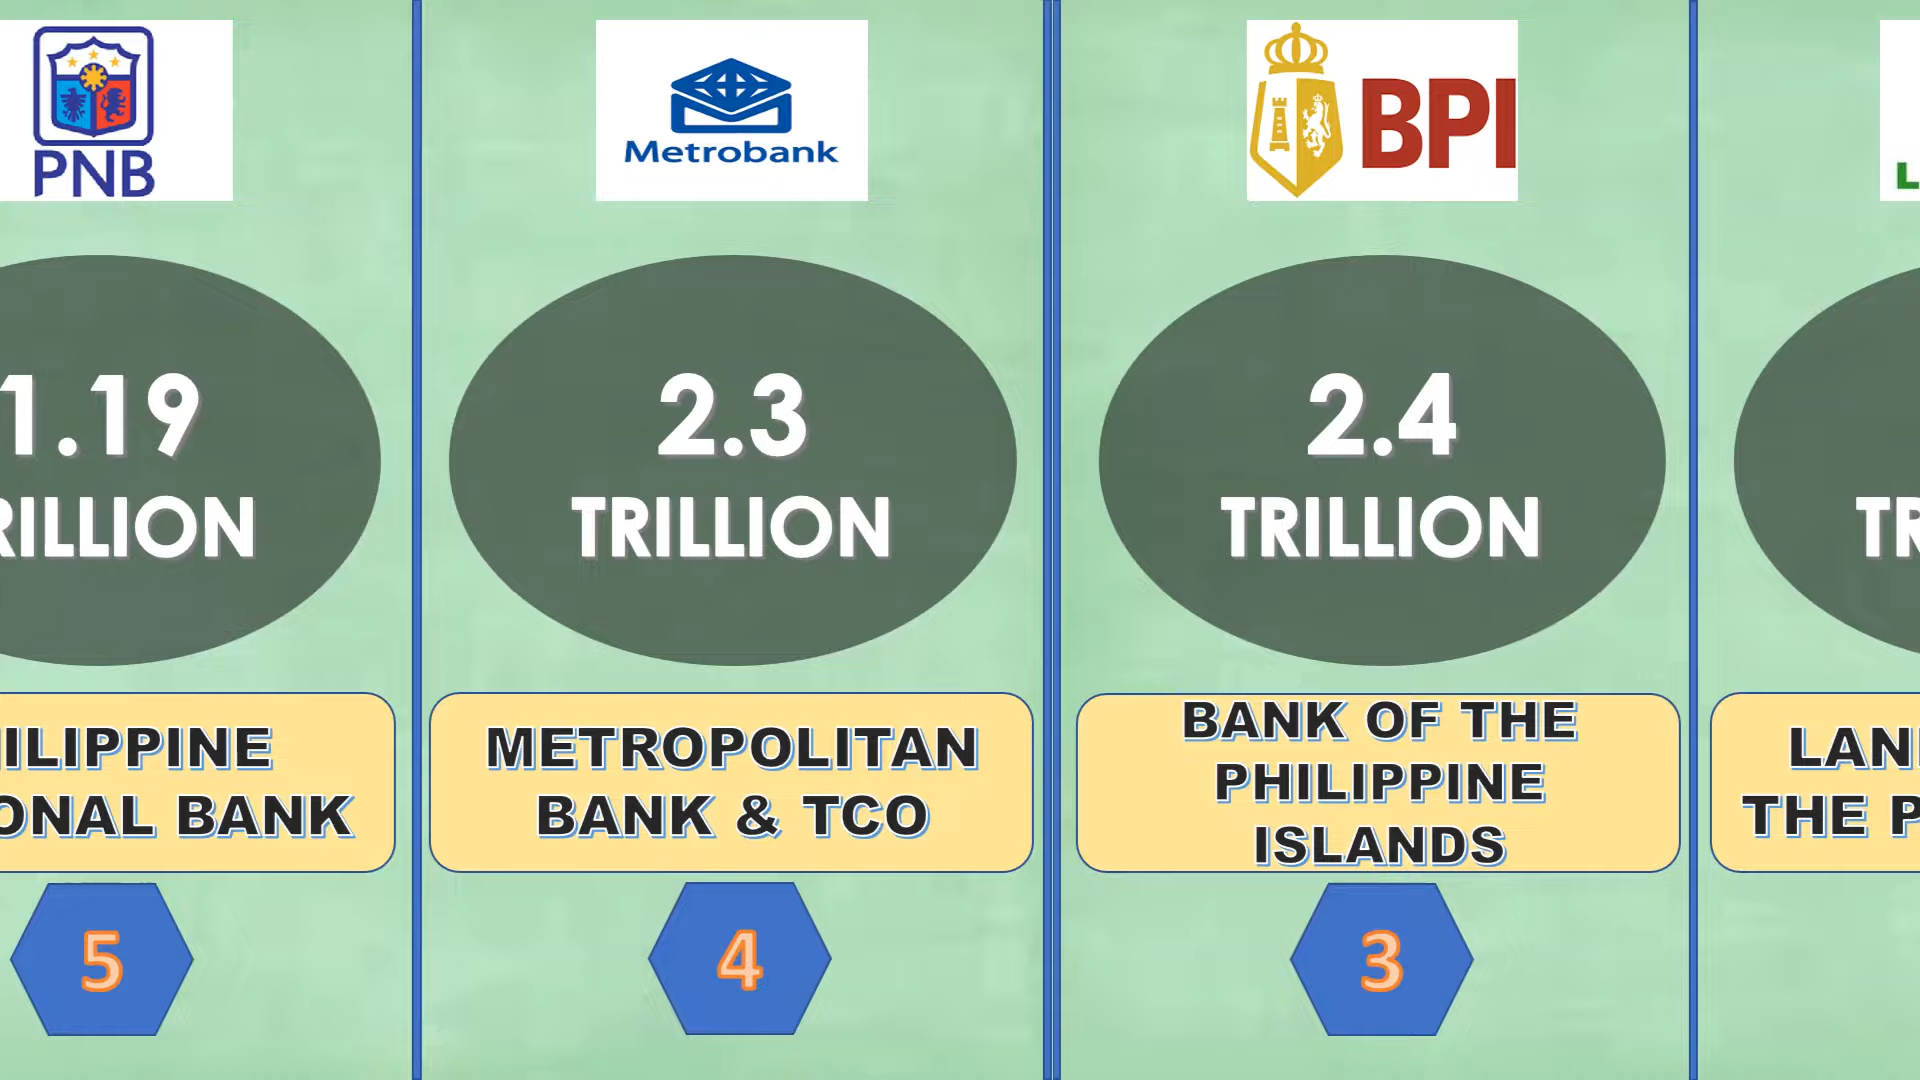 PNB
1.19
RILLION
ILIPPINE
ONAL BANK
5
Metrobank
2.3
TRILLION
METROPOLITAN
BANK & TCO
4
BPI
2.4
TRILLION
BANK OF THE
PHILIPPINE
ISLANDS
3
L
TR
LAN
THE P